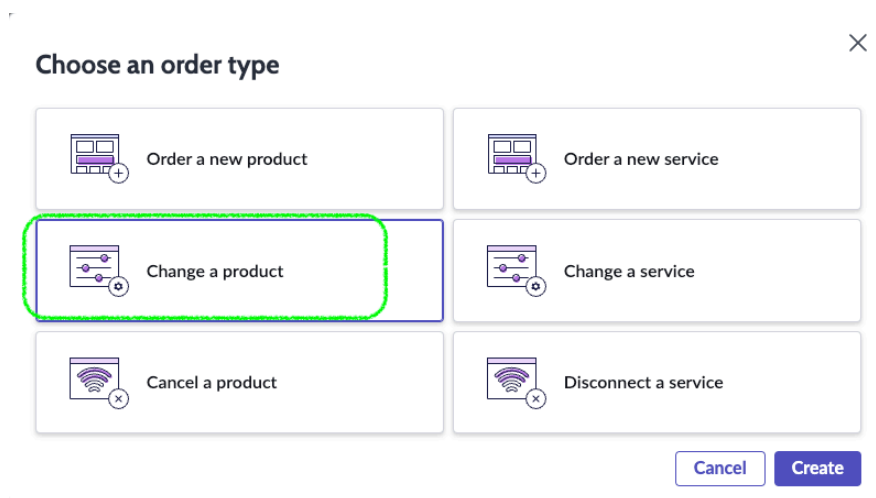 Choose an order type
Order a new product
Order a new service
Change a product
Change a service
Cancel a product
Disconnect a service
Cancel
Create